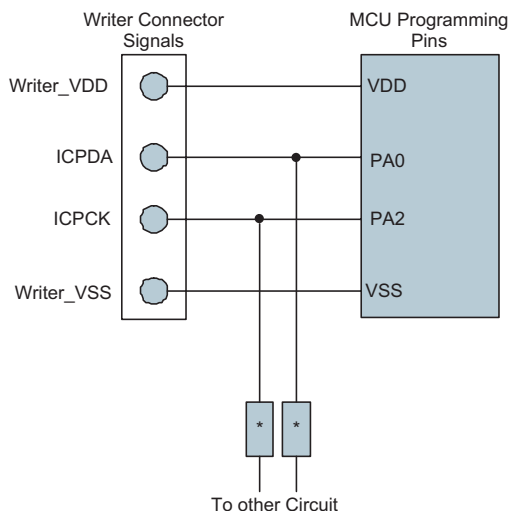 Writer Connector
Signals
MCU Programming
Pins
Writer_VDD
VDD
ICPDA
PA0
ICPCK
PA2
Writer_VSS
VSS
* *
To other Circuit